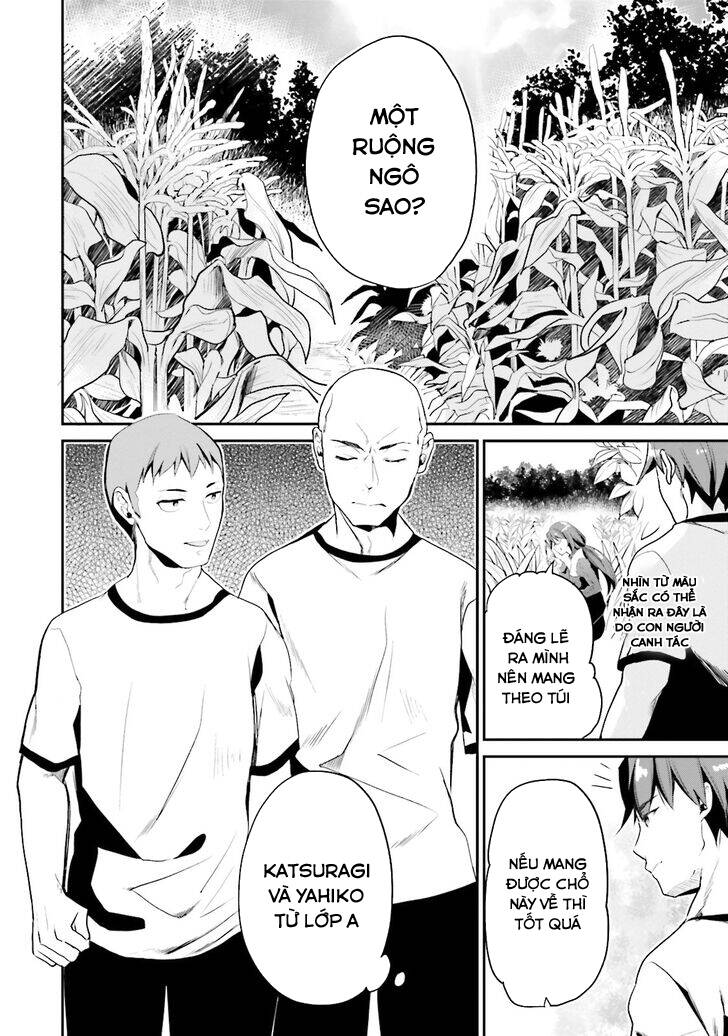 MỘT
RUỘNG
NGÔ
SAO?
NHÌN TỪ MÀU
SẮC CÓ THỂ
NHẬN RA ĐÂY LÀ
DO CON NGƯỜI
CANH TÁC
ĐÁNG LẼ
RA MÌNH
NÊN MANG
THEO TÚI
NẾU MANG
ĐƯỢC CHỔ
NÀY VỀ THÌ
TỐT QUÁ
KATSURAGI
VÀ YAHIKO
TỪ LỚP A